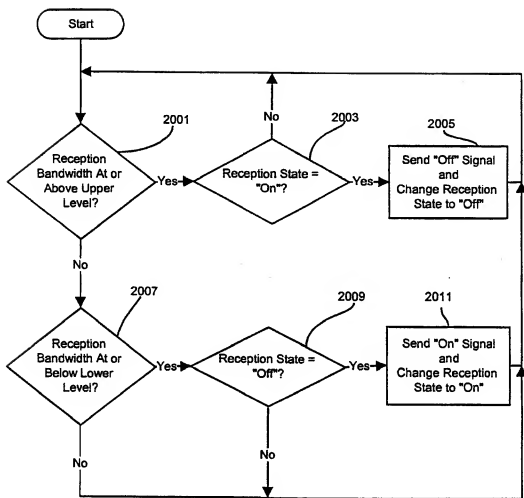 Start
No
2001
2003
2005
Reception
Bandwidth At or
Above Upper
Level?
Yes
Reception State =
"On"?
Yes
Send "Off" Signal
and
Change Reception
State to "Off"
No
2007
2009
2011
Reception
Bandwidth At or
Below Lower
Level?
Yes
Reception State =
"Off"?
Yes
Send "On" Signal
and
Change Reception
State to "On"
No
No